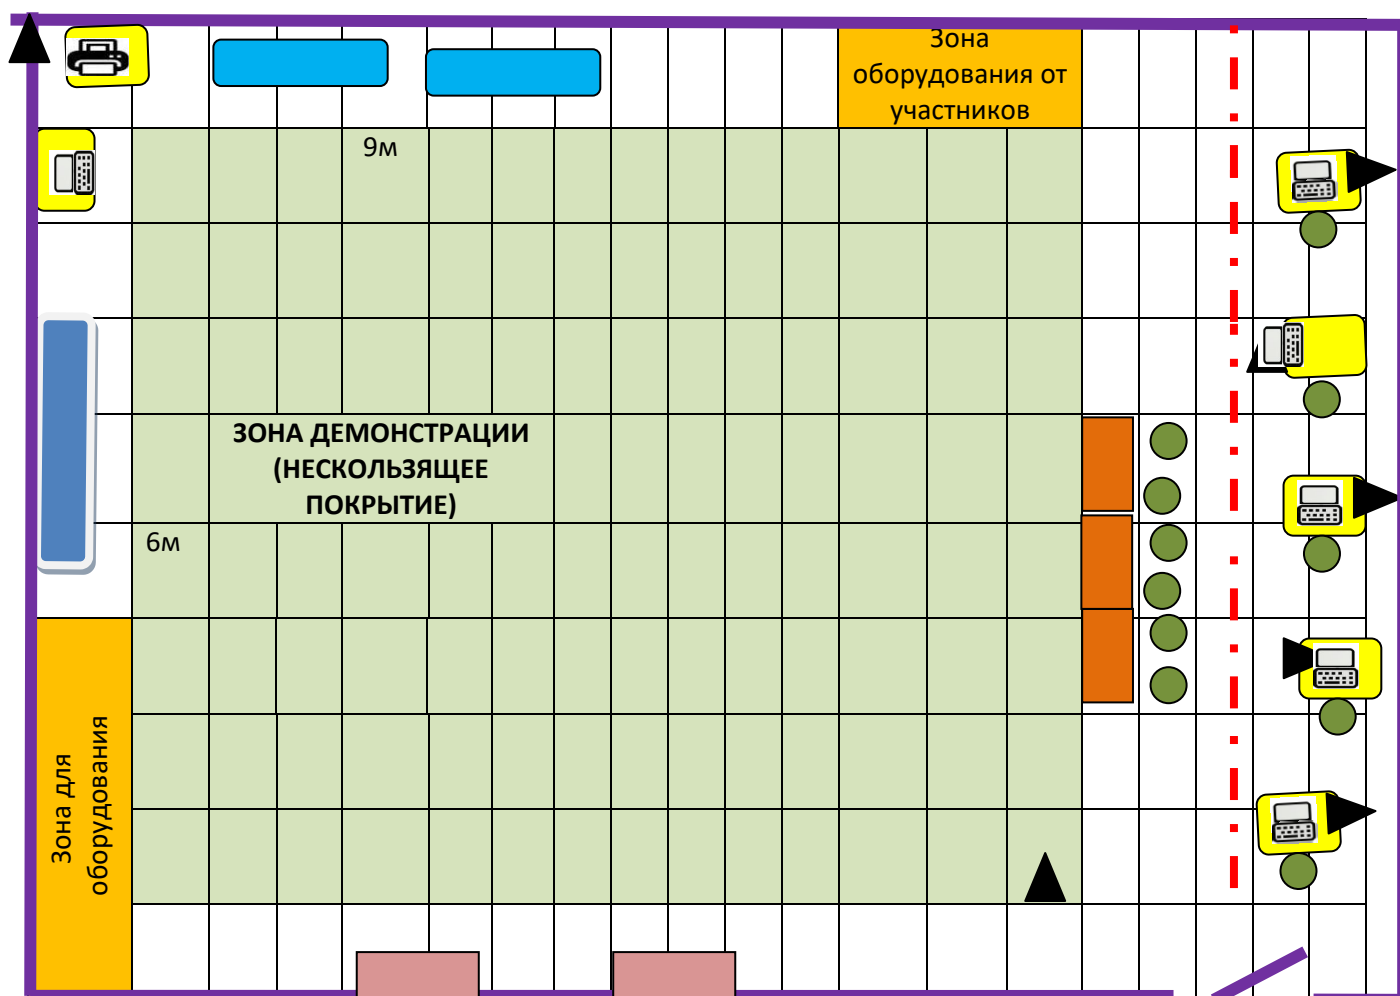 Зона
оборудования от
участников
9м
ЗОНА ДЕМОНСТРАЦИИ
(НЕСКОЛЬЗЯЩЕЕ
ПОКРЫТИЕ)
6м
Зона для
оборудования